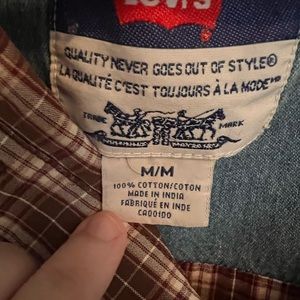 LEVI'S
QUALITY NEVER GOES OUT OF STYLE®
LA QUALITÉ C'EST TOUJOURS À LA MODE
TRADE MARK
M/M
100% COTTON/COTON
MADE IN INDIA
FABRIQUÉ EN INDE
CA00130